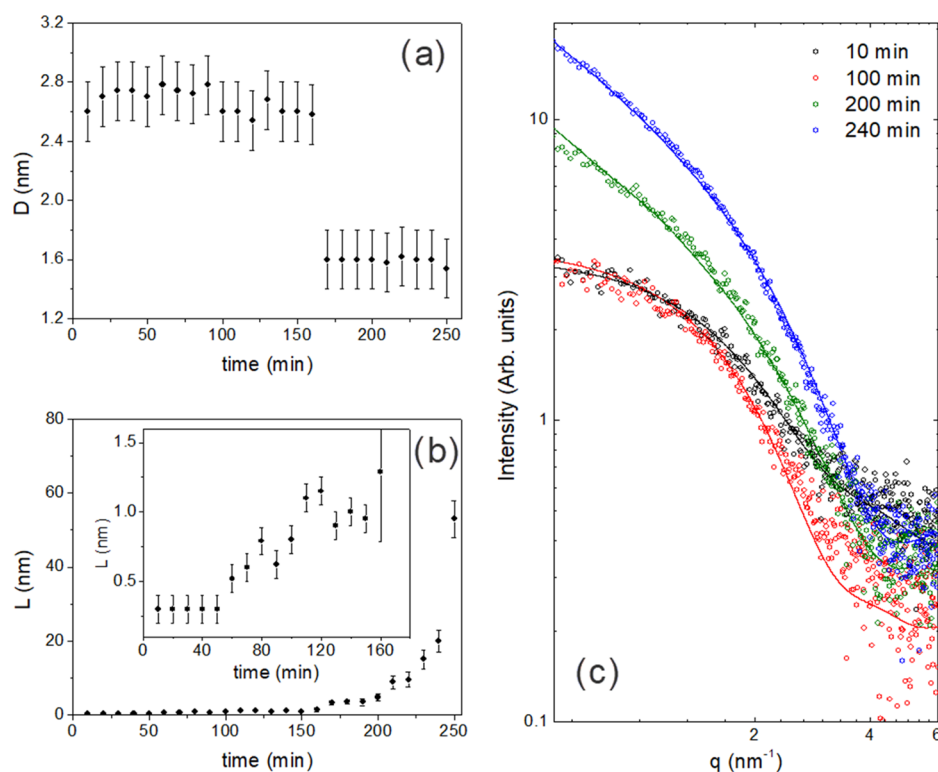 (a)
3.2
2.8
2.4
2.0
1.6
1.2
D (nm)
0 50 100 150 200 250
time (min)
(b)
80
60
40
20
0
L (nm)
0 50 100 150 200 250
time (min)
1.5
1.0
0.5
L (nm)
0 40 80 120 160
time (min)
(c)
10 min
100 min
200 min
240 min
10
1
0.1
Intensity (Arb. units)
2 4 6
q (nm⁻¹)